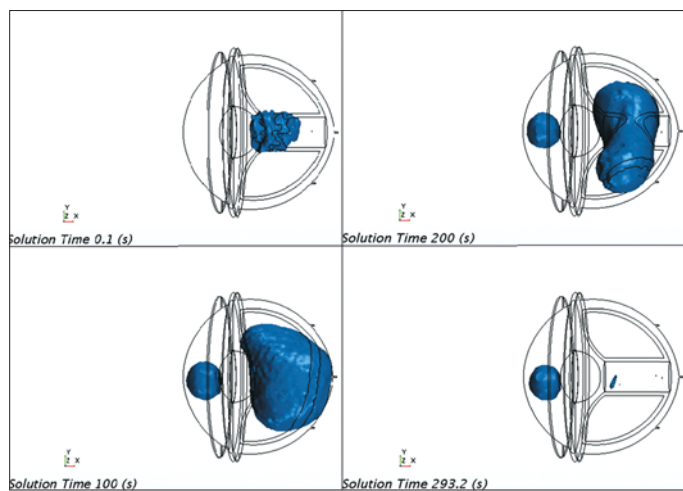 Y
Z X
Solution Time 0.1 (s)
Y
Z X
Solution Time 200 (s)
Y
Z X
Solution Time 100 (s)
Y
Z X
Solution Time 293.2 (s)